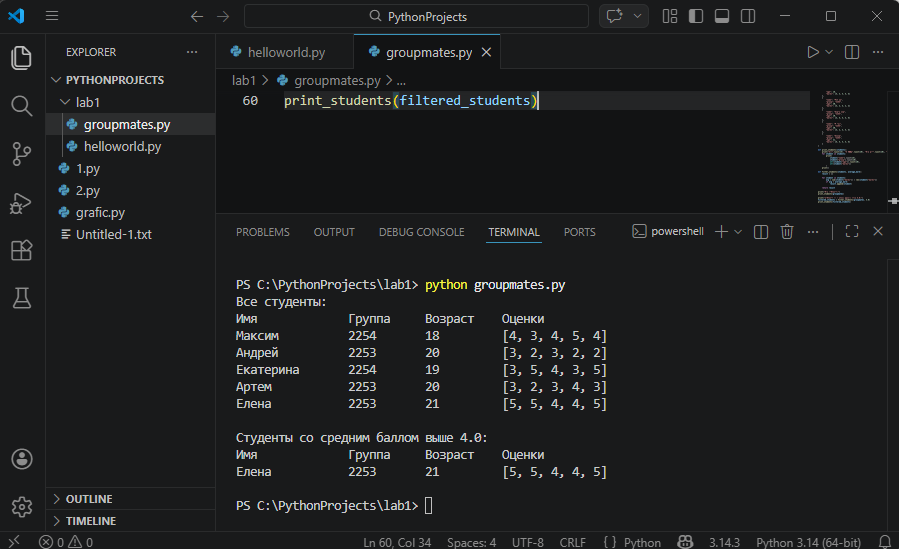 PythonProjects
EXPLORER
PYTHONPROJECTS
lab1
groupmates.py
helloworld.py
1.py
2.py
grafic.py
Untitled-1.txt
OUTLINE
TIMELINE
helloworld.py groupmates.py
lab1 > groupmates.py > ...
60 print_students(filtered_students)
PROBLEMS OUTPUT DEBUG CONSOLE TERMINAL PORTS powershell
PS C:\PythonProjects\lab1> python groupmates.py
Все студенты:
Имя Группа Возраст Оценки
Максим 2254 18 [4, 3, 4, 5, 4]
Андрей 2253 20 [3, 2, 3, 2, 2]
Екатерина 2254 19 [3, 5, 4, 3, 5]
Артем 2253 20 [3, 2, 3, 4, 3]
Елена 2253 21 [5, 5, 4, 4, 5]
Студенты со средним баллом выше 4.0:
Имя Группа Возраст Оценки
Елена 2253 21 [5, 5, 4, 4, 5]
PS C:\PythonProjects\lab1>
0 0 Ln 60, Col 34 Spaces: 4 UTF-8 CRLF { } Python 3.14.3 Python 3.14 (64-bit)